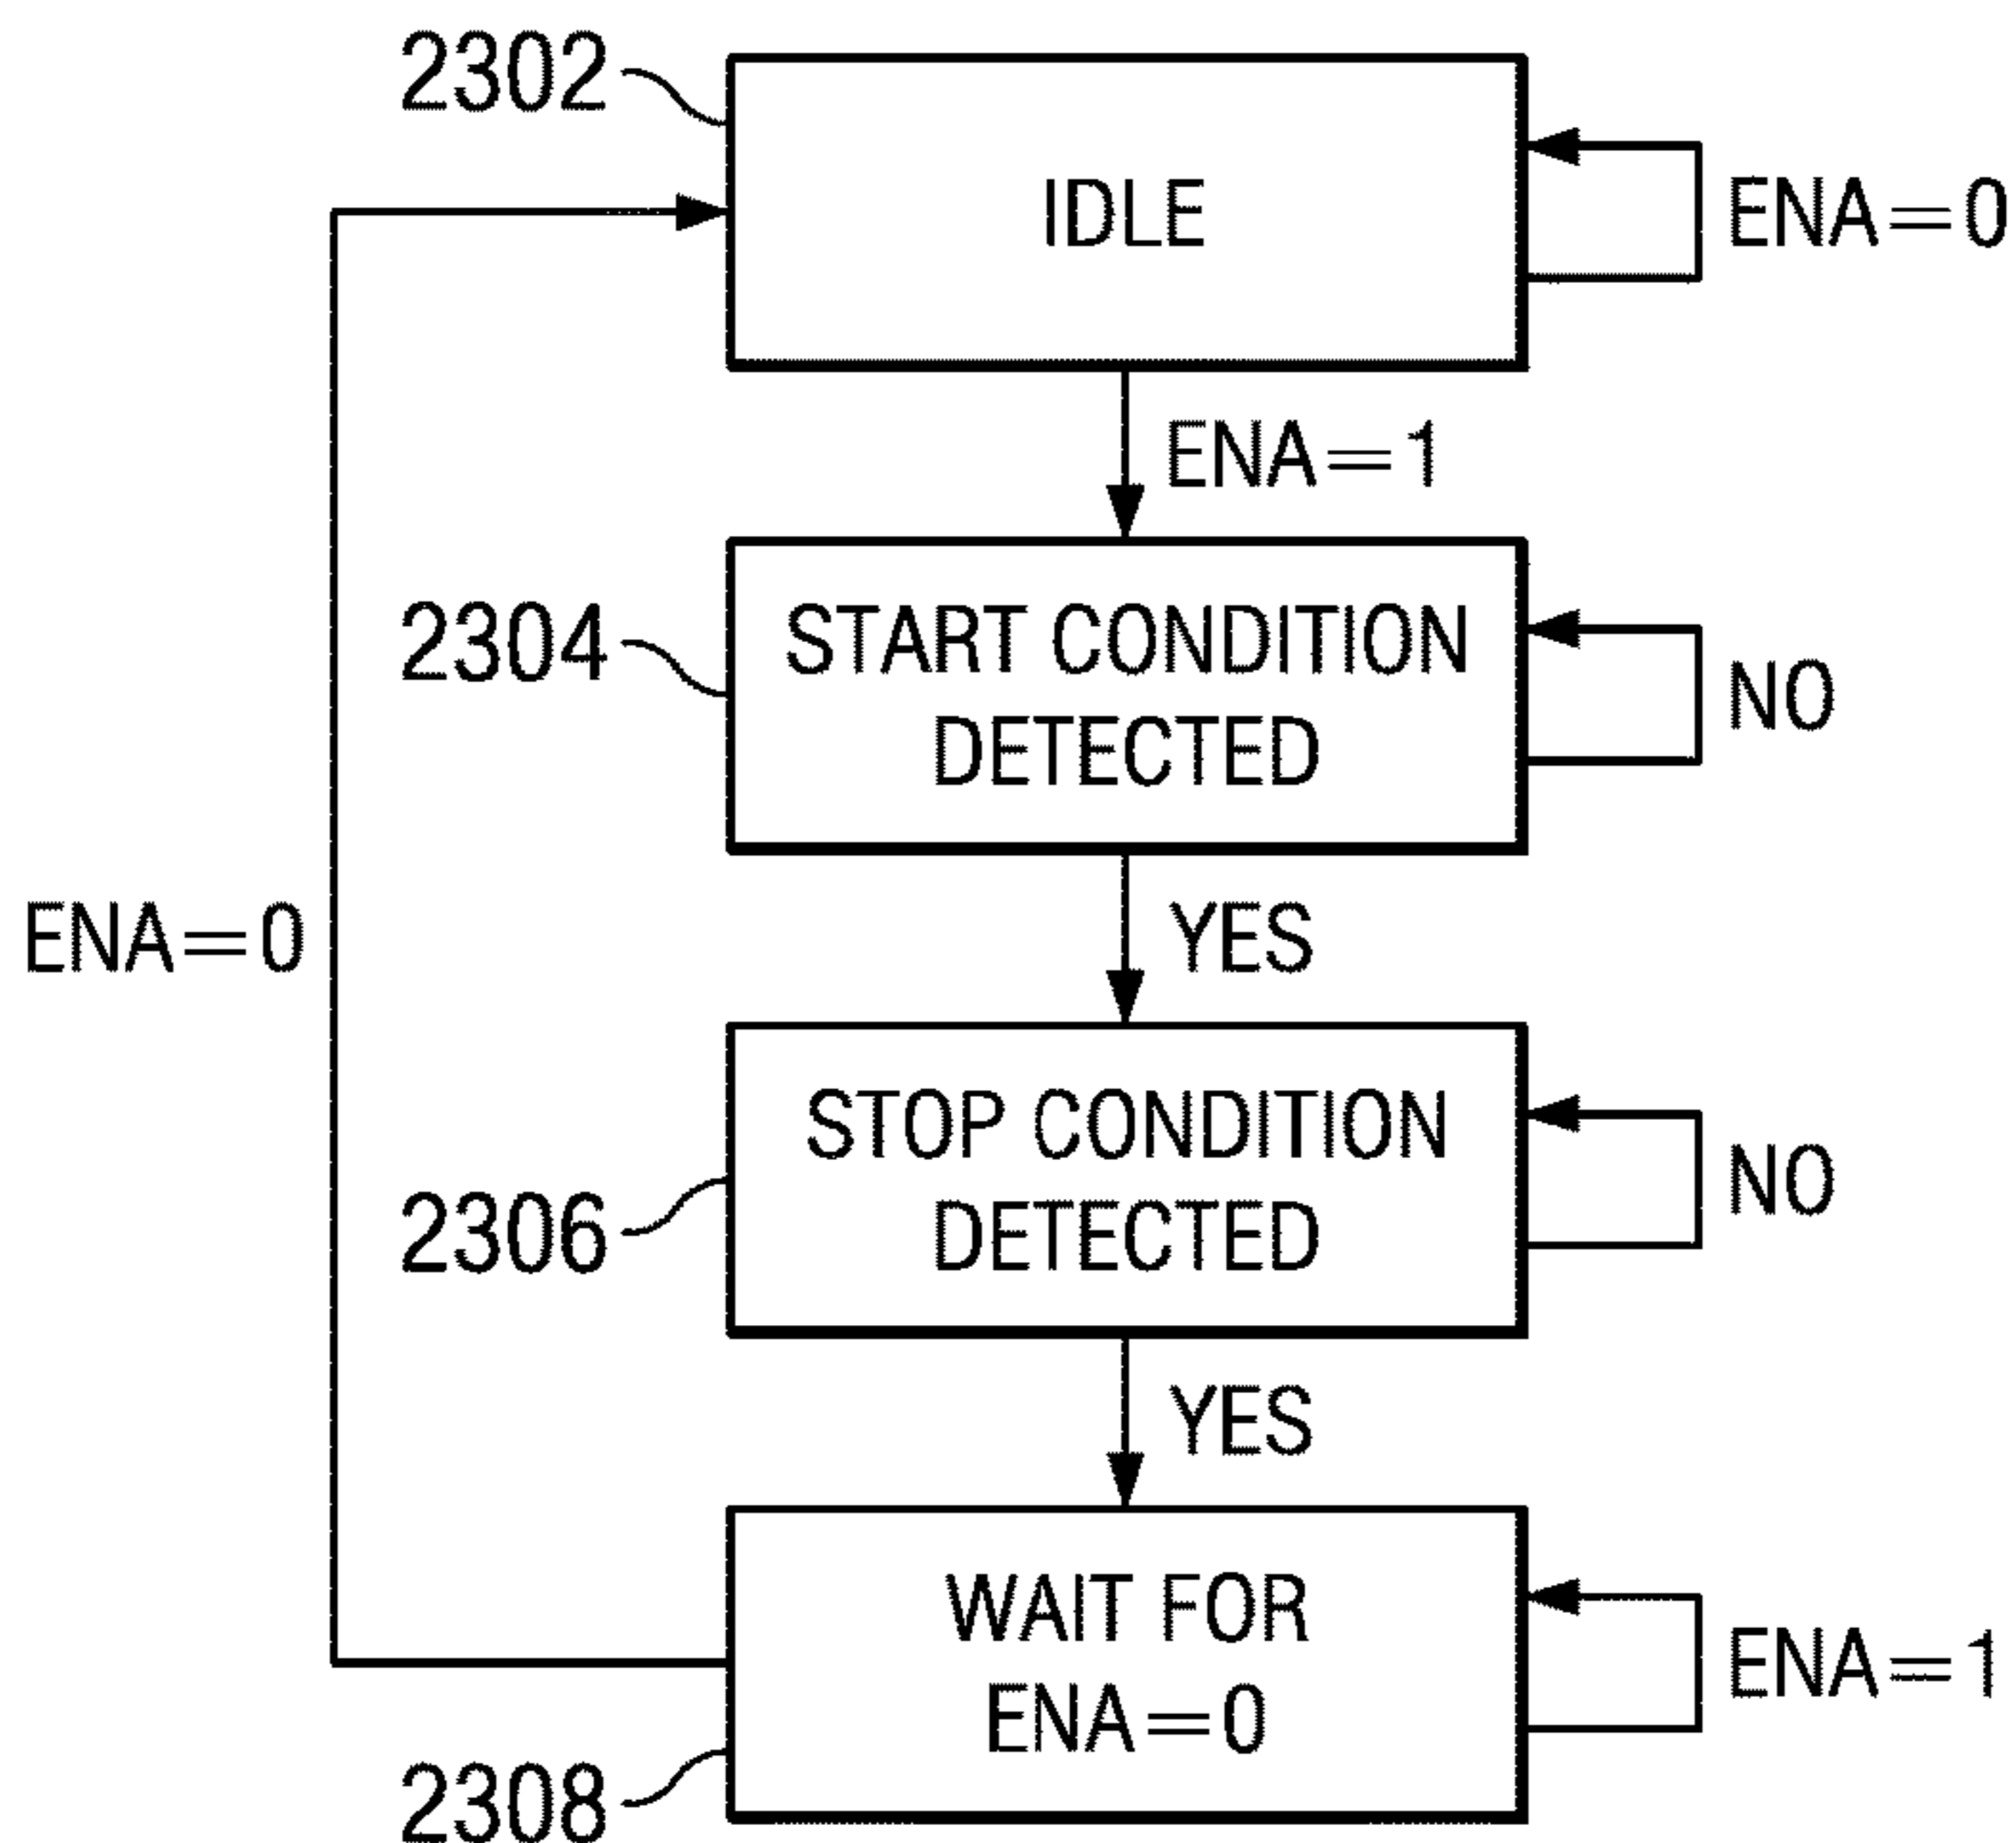 2302
IDLE
ENA=0
ENA=1
2304
START CONDITION
DETECTED
NO
ENA=0
YES
2306
STOP CONDITION
DETECTED
NO
YES
2308
WAIT FOR
ENA=0
ENA=1